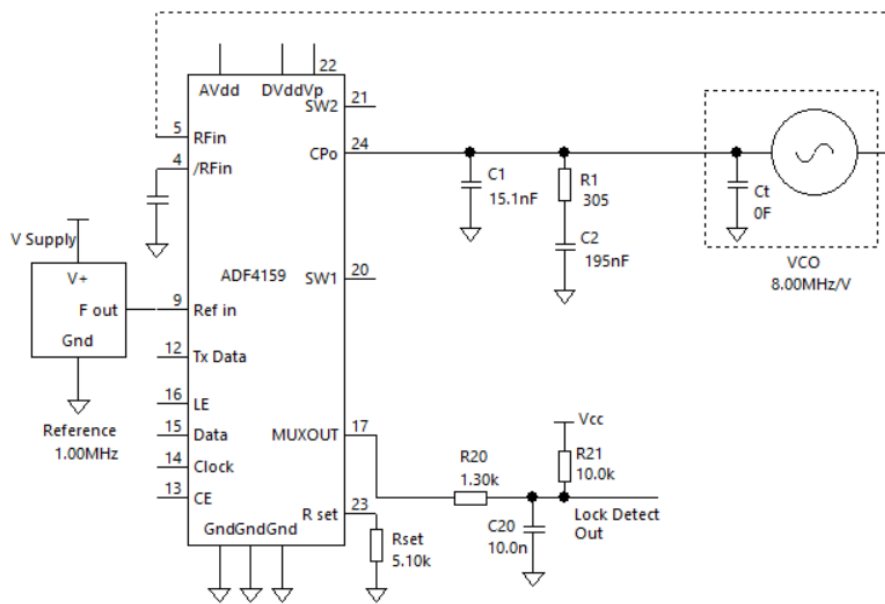 22
AVdd
DVddVp
SW2
21
5
RFin
24
CPo
4
/RFin
C1
15.1nF
R1
305
Ct
0F
V Supply
C2
195nF
VCO
8.00MHz/V
V+
ADF4159
SW1
20
F out
9
Ref in
Gnd
12
Tx Data
16
LE
Reference
1.00MHz
15
Data
MUXOUT
17
Vcc
14
Clock
R20
1.30k
R21
10.0k
13
CE
R set
23
Lock Detect
Out
GndGndGnd
Rset
5.10k
C20
10.0n